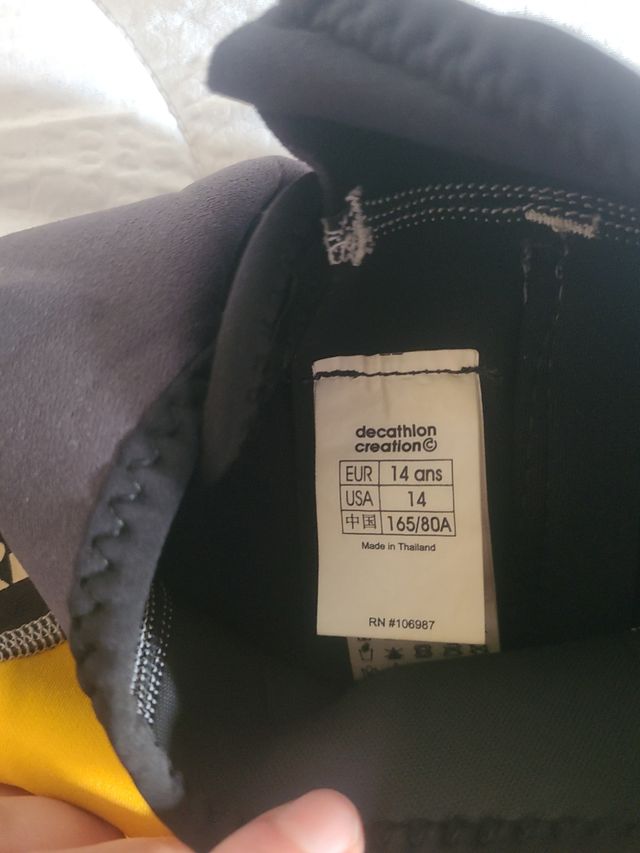 decathlon
creation©
EUR 14 ans
USA 14
中国 165/80A
Made in Thailand
RN #106987